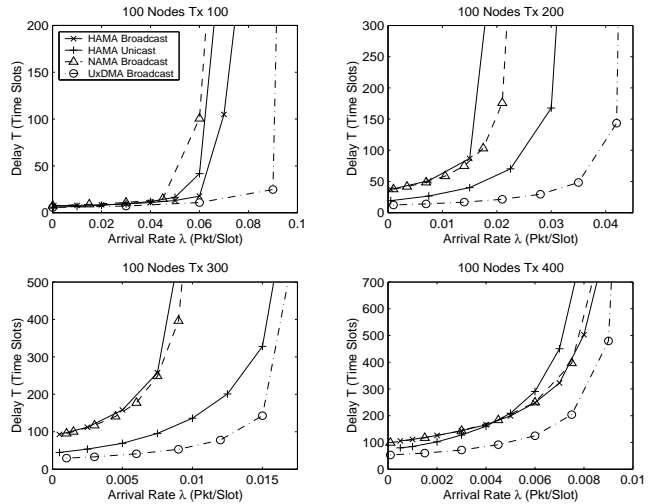 100 Nodes Tx 100
200
150
100
50
0
0 0.02 0.04 0.06 0.08 0.1
Delay T (Time Slots)
Arrival Rate λ (Pkt/Slot)
HAMA Broadcast
HAMA Unicast
NAMA Broadcast
UxDMA Broadcast
100 Nodes Tx 200
300
250
200
150
100
50
0
0 0.01 0.02 0.03 0.04
Delay T (Time Slots)
Arrival Rate λ (Pkt/Slot)
100 Nodes Tx 300
500
400
300
200
100
0
0 0.005 0.01 0.015
Delay T (Time Slots)
Arrival Rate λ (Pkt/Slot)
100 Nodes Tx 400
700
600
500
400
300
200
100
0
0 0.002 0.004 0.006 0.008 0.01
Delay T (Time Slots)
Arrival Rate λ (Pkt/Slot)